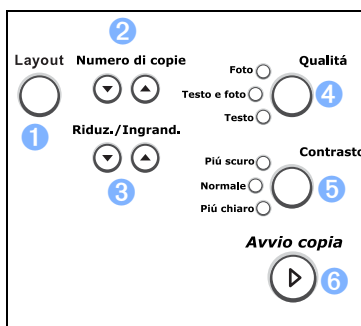 2
Layout
Numero di copie
1
Riduz./Ingrand.
3
Qualitá
Foto
Testo e foto
4
Testo
Contrasto
Piú scuro
Normale
5
Piú chiaro
Avvio copia
6